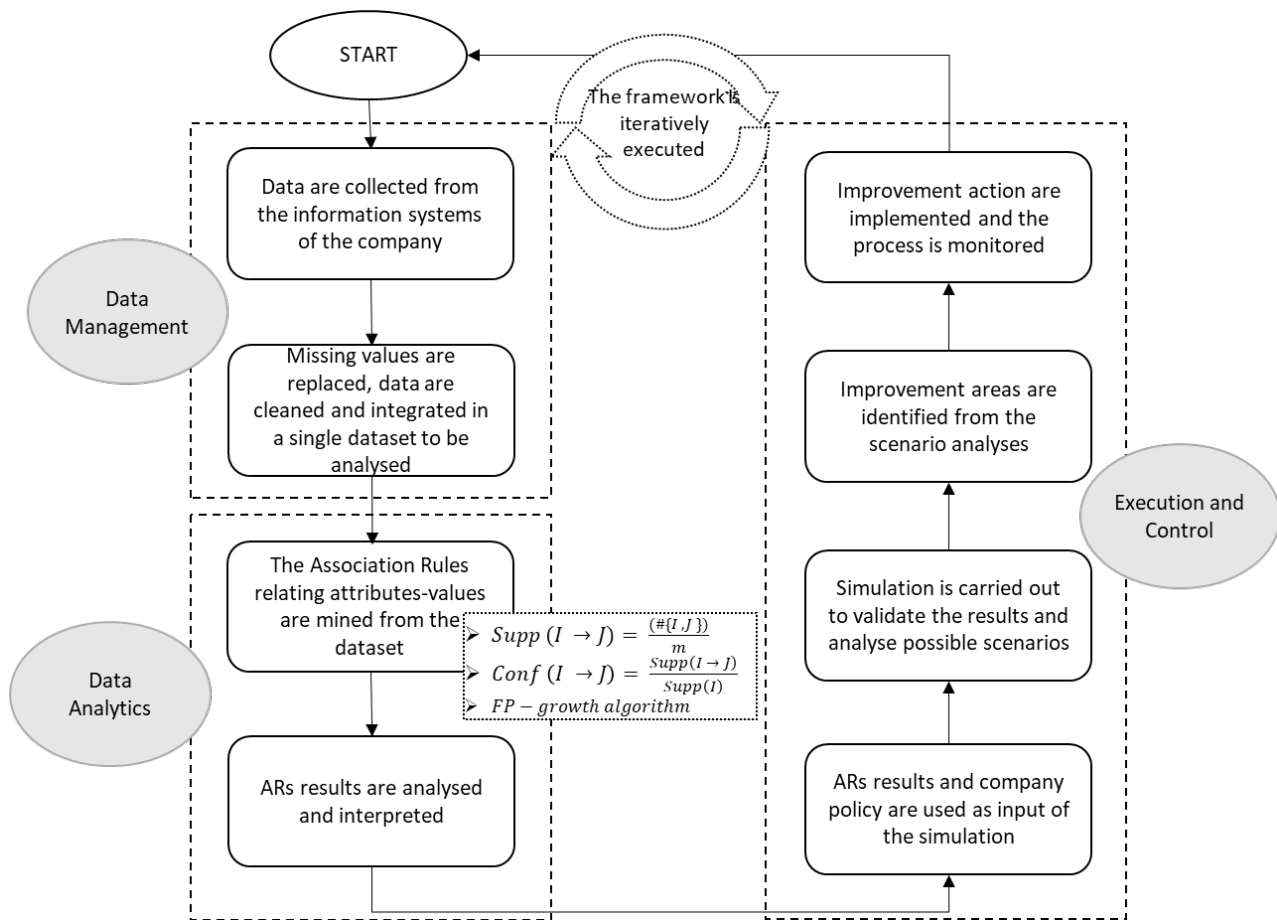 START
The framework is
iteratively
executed
Data are collected from
the information systems
of the company
Data
Management
Missing values are
replaced, data are
cleaned and integrated in
a single dataset to be
analysed
The Association Rules
relating attributes-values
are mined from the
dataset
➢ Supp (I → J) = (#{I,J}) / m
➢ Conf (I → J) = Supp(I→J) / Supp(I)
➢ FP − growth algorithm
Data
Analytics
ARs results are analysed
and interpreted
Improvement action are
implemented and the
process is monitored
Improvement areas are
identified from the
scenario analyses
Execution and
Control
Simulation is carried out
to validate the results and
analyse possible scenarios
ARs results and company
policy are used as input of
the simulation